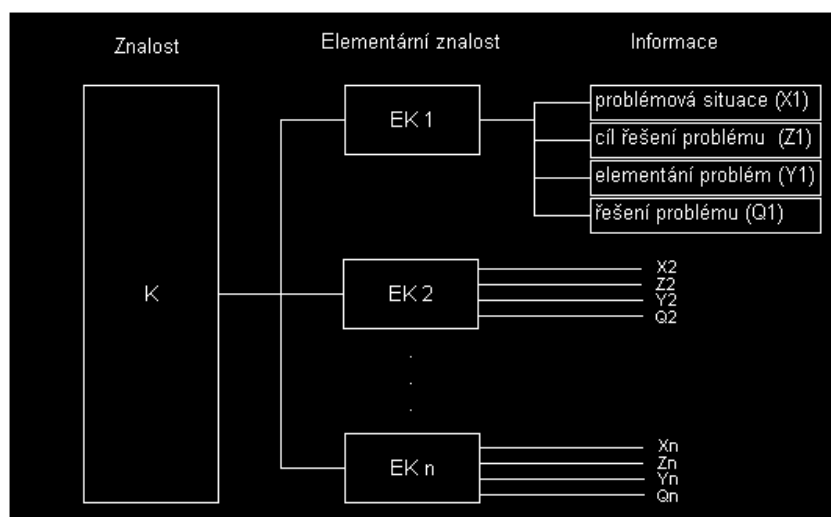 Znalost
Elementární znalost
Informace
K
EK 1
problémová situace (X1)
cíl řešení problému (Z1)
elementání problém (Y1)
řešení problému (Q1)
EK 2
X2
Z2
Y2
Q2
.
.
.
EK n
Xn
Zn
Yn
Qn